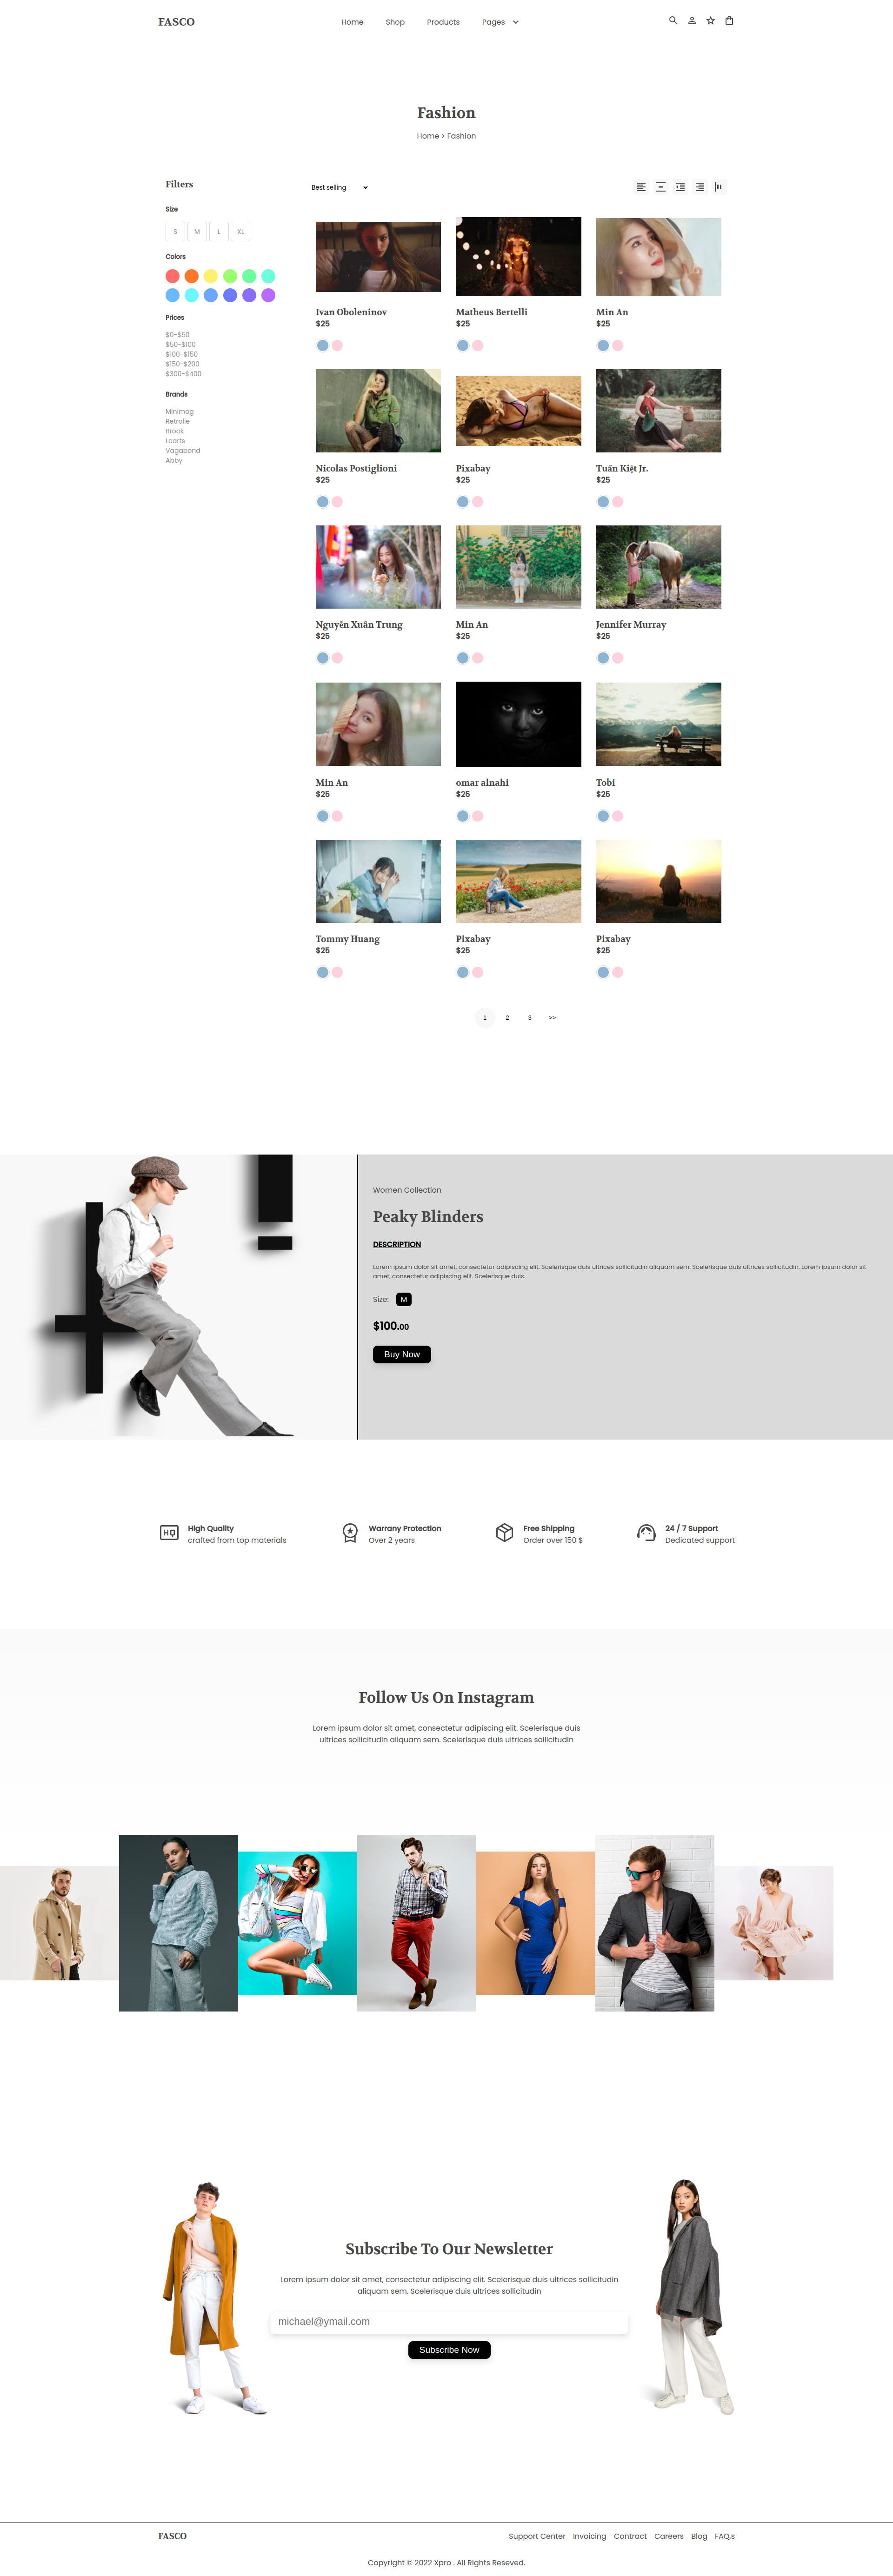 FASCO
Home Shop Products Pages
Fashion
Home > Fashion
Filters
Size
S M L XL
Colors
Prices
$0-$50
$50-$100
$100-$150
$150-$200
$300-$400
Brands
Minimog
Retrolie
Brook
Learts
Vagabond
Abby
Best selling
Ivan Oboleninov
$25
Matheus Bertelli
$25
Min An
$25
Nicolas Postiglioni
$25
Pixabay
$25
Tuấn Kiệt Jr.
$25
Nguyễn Xuân Trung
$25
Min An
$25
Jennifer Murray
$25
Min An
$25
omar alnahi
$25
Tobi
$25
Tommy Huang
$25
Pixabay
$25
Pixabay
$25
1 2 3 >>
Women Collection
Peaky Blinders
DESCRIPTION
Lorem ipsum dolor sit amet, consectetur adipiscing elit. Scelerisque duis ultrices sollicitudin aliquam sem. Scelerisque duis ultrices sollicitudin. Lorem ipsum dolor sit
amet, consectetur adipiscing elit. Scelerisque duis.
Size: M
$100.00
Buy Now
HQ
High Quality
crafted from top materials
Warrany Protection
Over 2 years
Free Shipping
Order over 150 $
24 / 7 Support
Dedicated support
Follow Us On Instagram
Lorem ipsum dolor sit amet, consectetur adipiscing elit. Scelerisque duis
ultrices sollicitudin aliquam sem. Scelerisque duis ultrices sollicitudin
Subscribe To Our Newsletter
Lorem ipsum dolor sit amet, consectetur adipiscing elit. Scelerisque duis ultrices sollicitudin
aliquam sem. Scelerisque duis ultrices sollicitudin
michael@ymail.com
Subscribe Now
FASCO
Support Center Invoicing Contract Careers Blog FAQ,s
Copyright © 2022 Xpro . All Rights Reseved.